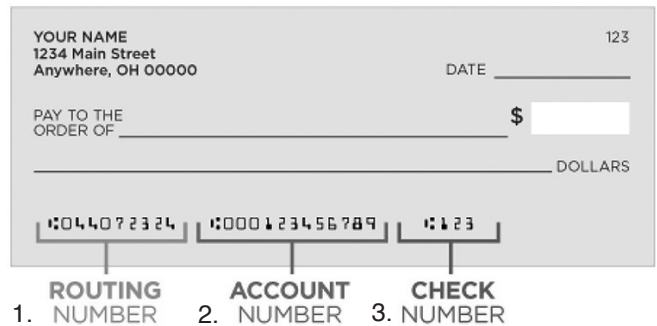 YOUR NAME 123
1234 Main Street
Anywhere, OH 00000
DATE
PAY TO THE
ORDER OF $
DOLLARS
⑆044072324 ⑆000123456789 ⑆123
ROUTING ACCOUNT CHECK
1. NUMBER 2. NUMBER 3. NUMBER